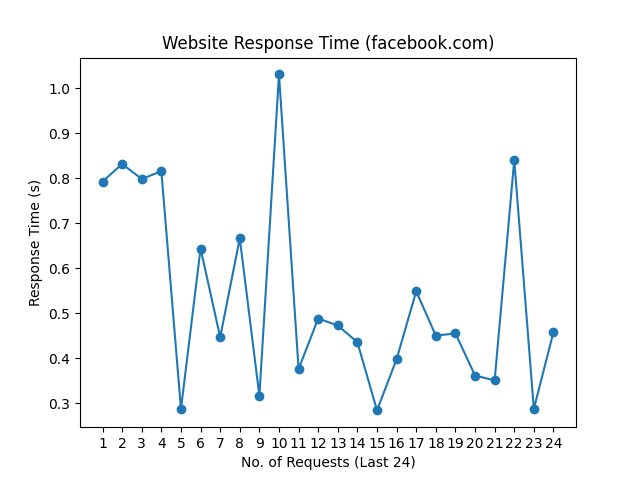 Website Response Time (facebook.com)
1.0
0.9
0.8
0.7
0.6
0.5
0.4
0.3
Response Time (s)
1 2 3 4 5 6 7 8 9 10 11 12 13 14 15 16 17 18 19 20 21 22 23 24
No. of Requests (Last 24)